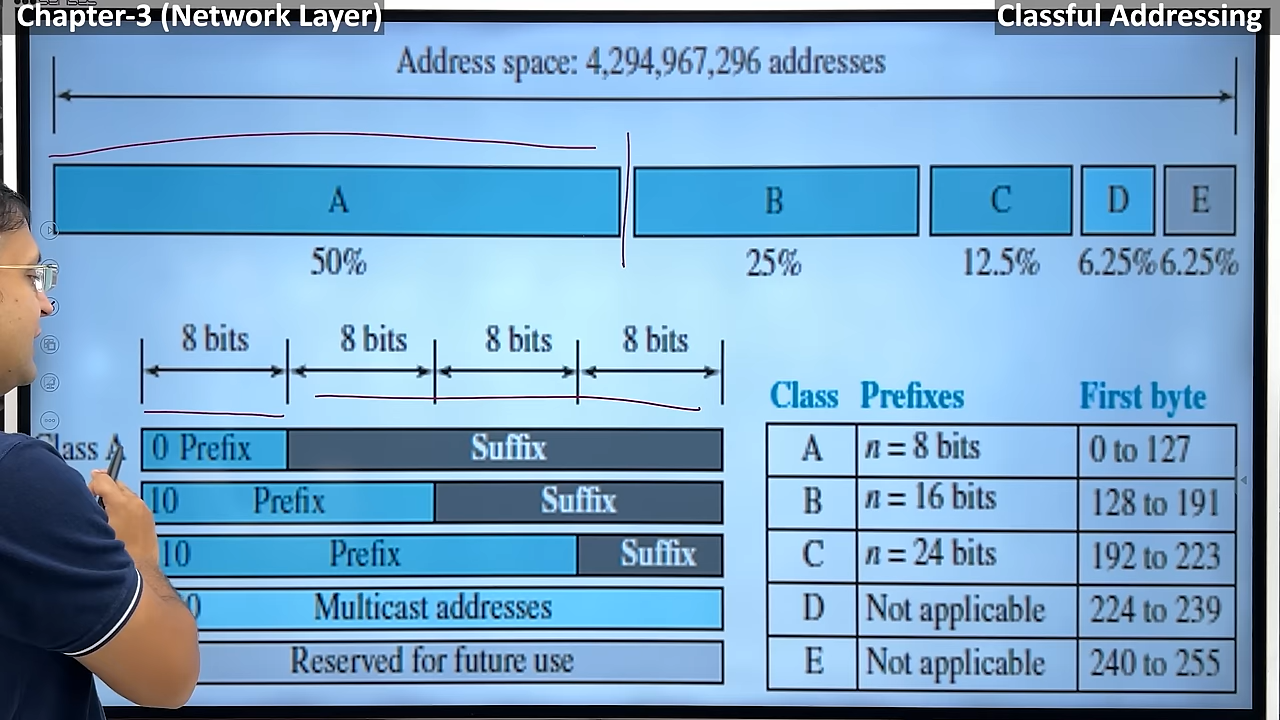 Chapter-3 (Network Layer)
Classful Addressing
Address space: 4,294,967,296 addresses
A B C D E
50% 25% 12.5% 6.25% 6.25%
8 bits 8 bits 8 bits 8 bits
lass A 0 Prefix Suffix
10 Prefix Suffix
10 Prefix Suffix
0 Multicast addresses
Reserved for future use
Class Prefixes First byte
A n = 8 bits 0 to 127
B n = 16 bits 128 to 191
C n = 24 bits 192 to 223
D Not applicable 224 to 239
E Not applicable 240 to 255